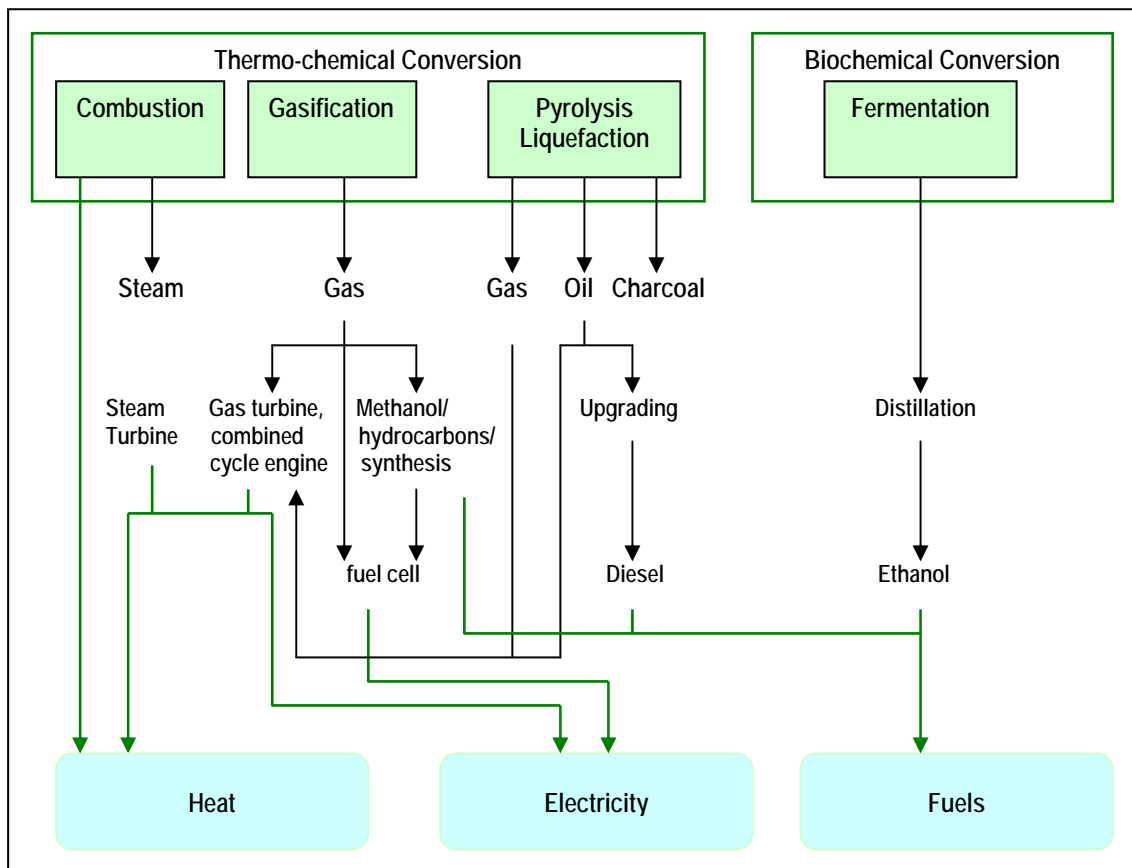 Thermo-chemical Conversion
Biochemical Conversion
Combustion
Gasification
Pyrolysis
Liquefaction
Fermentation
Steam
Gas
Gas
Oil
Charcoal
Steam
Turbine
Gas turbine,
combined
cycle engine
Methanol/
hydrocarbons/
synthesis
Upgrading
Distillation
fuel cell
Diesel
Ethanol
Heat
Electricity
Fuels